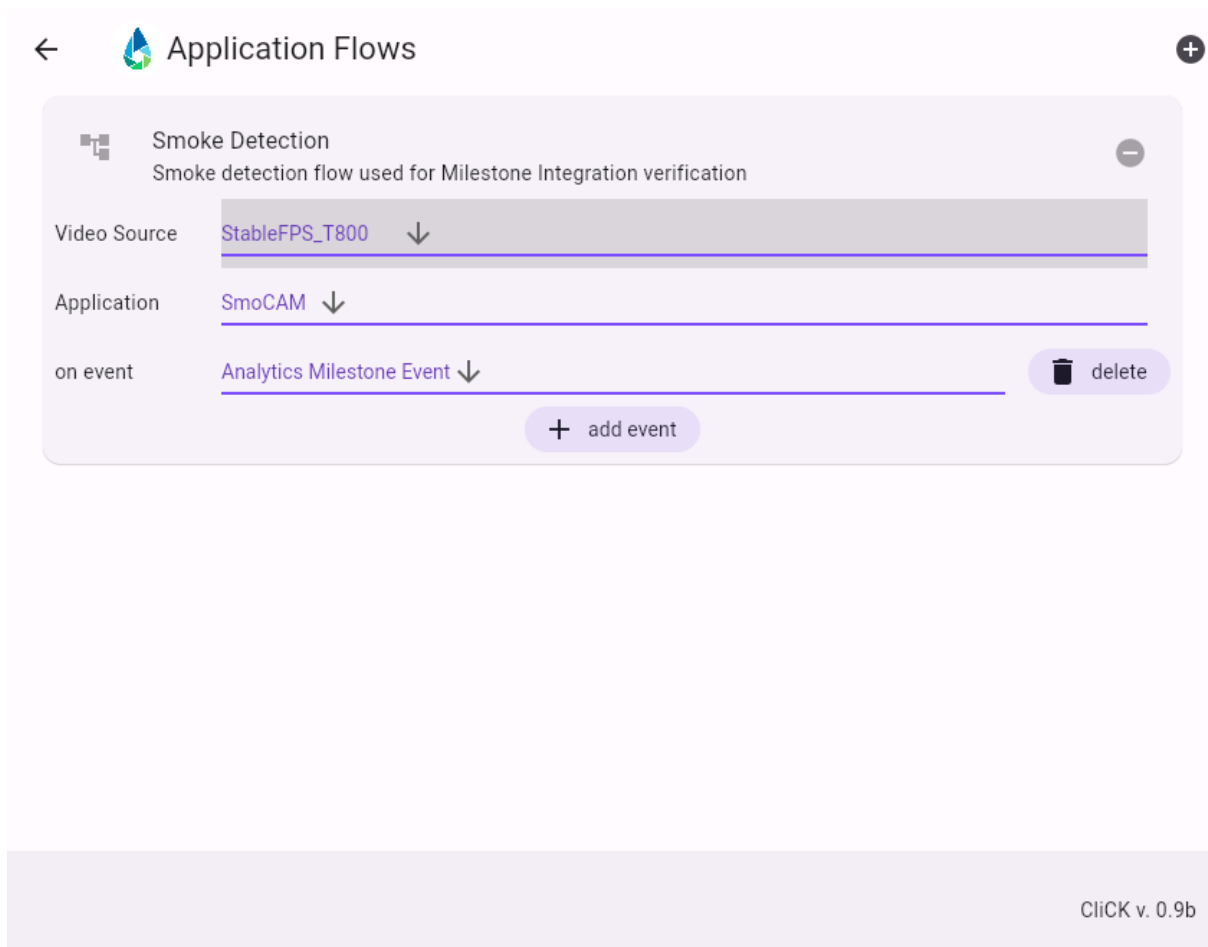 Application Flows
Smoke Detection
Smoke detection flow used for Milestone Integration verification
Video Source StableFPS_T800
Application SmoCAM
on event Analytics Milestone Event delete
add event
CliCK v. 0.9b